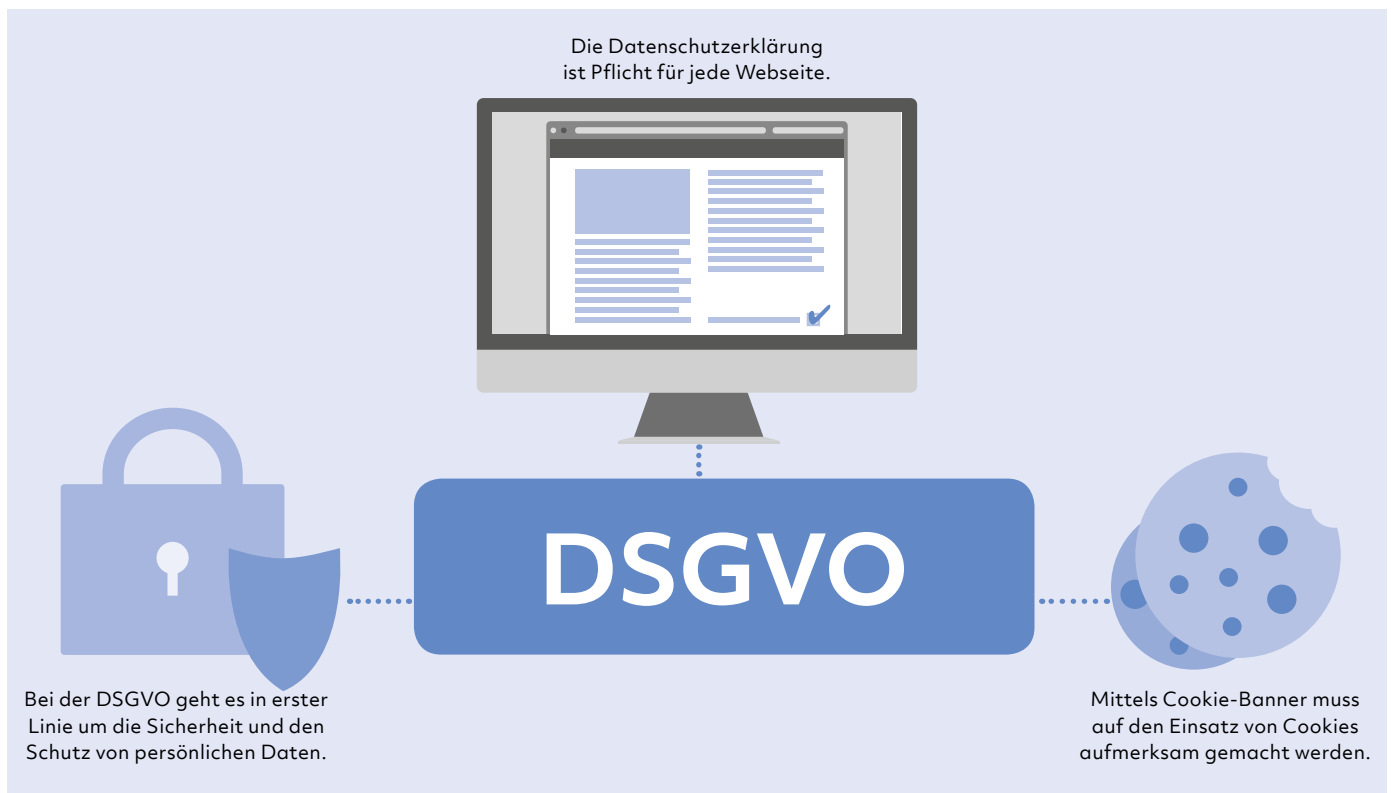 Die Datenschutzerklärung
ist Pflicht für jede Webseite.
DSGVO
Bei der DSGVO geht es in erster
Linie um die Sicherheit und den
Schutz von persönlichen Daten.
Mittels Cookie-Banner muss
auf den Einsatz von Cookies
aufmerksam gemacht werden.